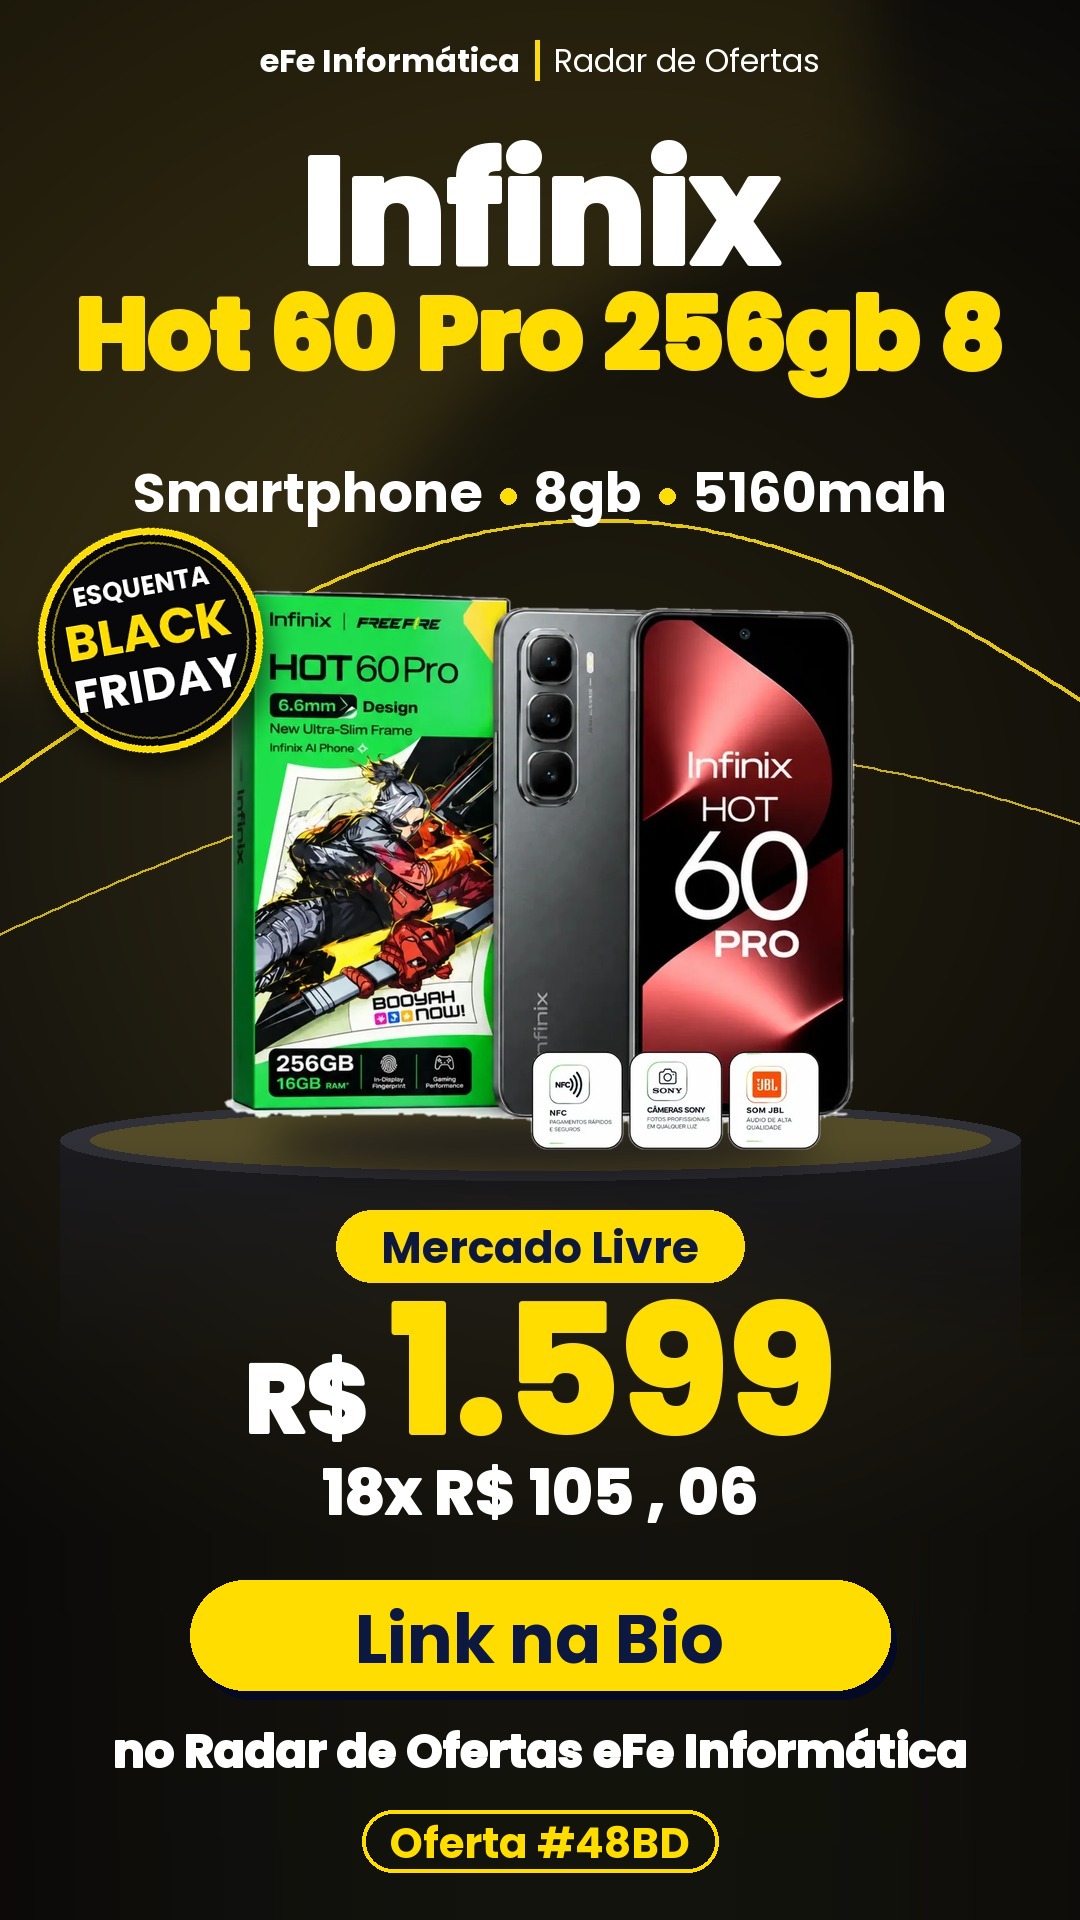 eFe Informática | Radar de Ofertas
Infinix
Hot 60 Pro 256gb 8
Smartphone • 8gb • 5160mah
ESQUENTA
BLACK
FRIDAY
Infinix | FREE FIRE
HOT 60 Pro
6.6mm Design
New Ultra-Slim Frame
Infinix AI Phone
Infinix
BOOYAH
NOW!
256GB
16GB RAM*
In-Display
Fingerprint
Gaming
Performance
Infinix
Infinix
HOT
60
PRO
NFC
NFC
PAGAMENTOS RÁPIDOS
E SEGUROS
SONY
CÂMERAS SONY
FOTOS PROFISSIONAIS
EM QUALQUER LUZ
JBL
SOM JBL
ÁUDIO DE ALTA
QUALIDADE
Mercado Livre
R$ 1.599
18x R$ 105 , 06
Link na Bio
no Radar de Ofertas eFe Informática
Oferta #48BD